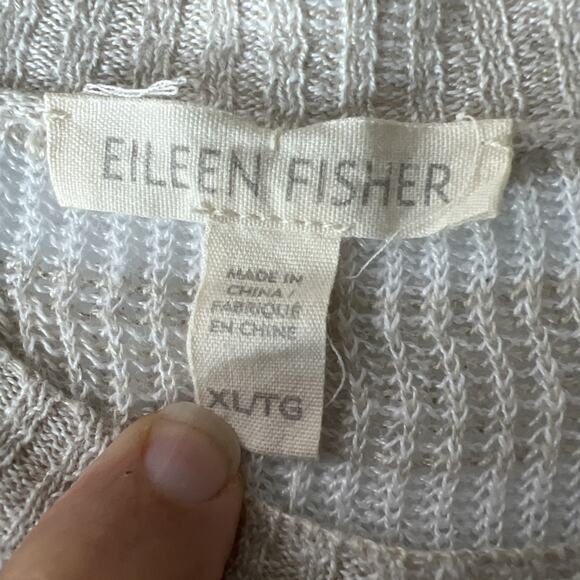 EILEEN FISHER
MADE IN
CHINA /
FABRIQUÉ
EN CHINE
XL/TG